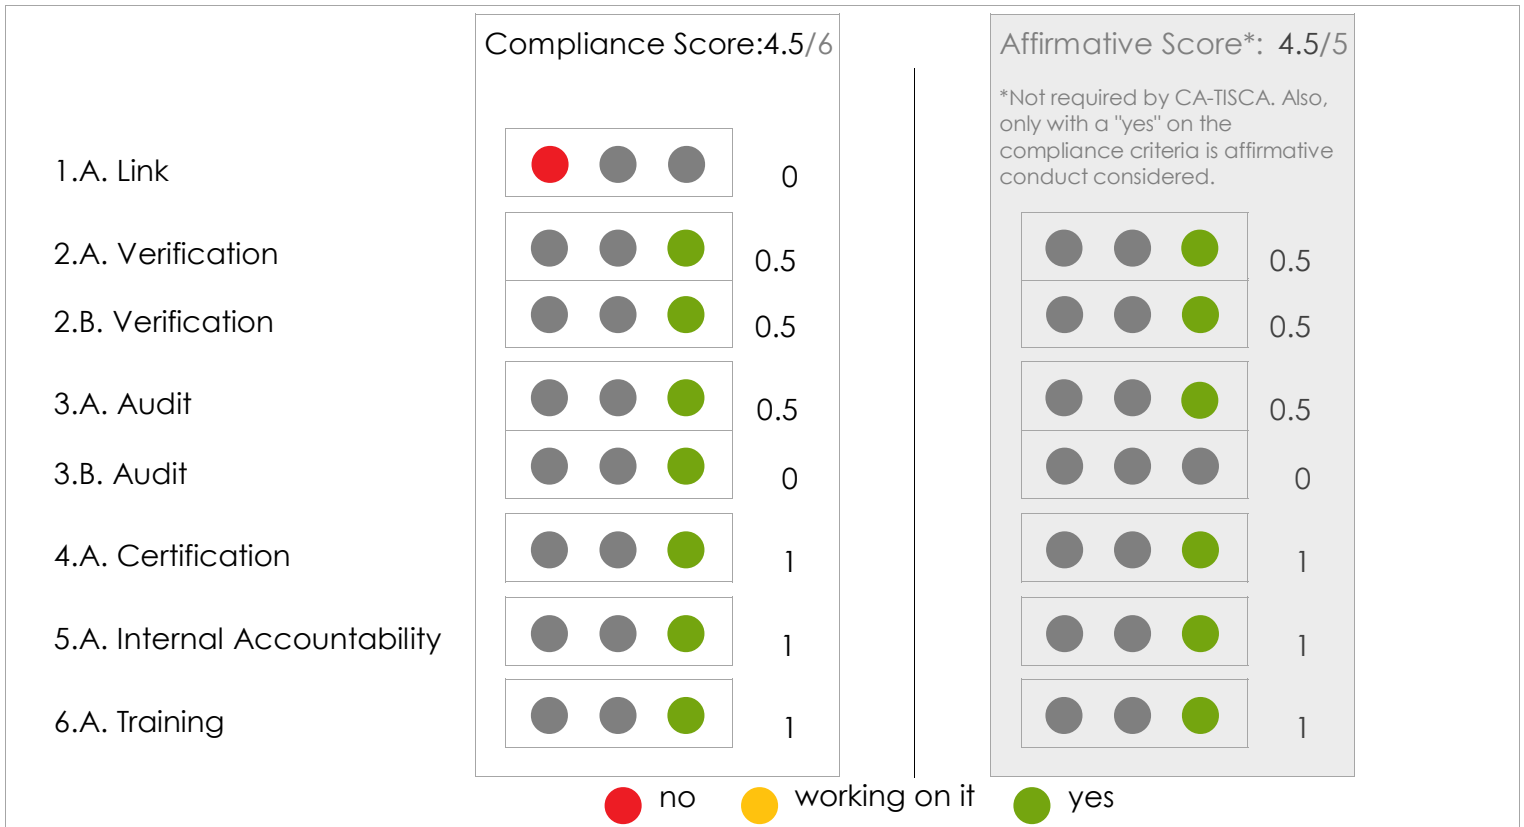 Compliance Score:4.5/6
Affirmative Score*: 4.5/5
*Not required by CA-TISCA. Also,
only with a "yes" on the
compliance criteria is affirmative
conduct considered.
1.A. Link 0
2.A. Verification 0.5 0.5
2.B. Verification 0.5 0.5
3.A. Audit 0.5 0.5
3.B. Audit 0 0
4.A. Certification 1 1
5.A. Internal Accountability 1 1
6.A. Training 1 1
no working on it yes